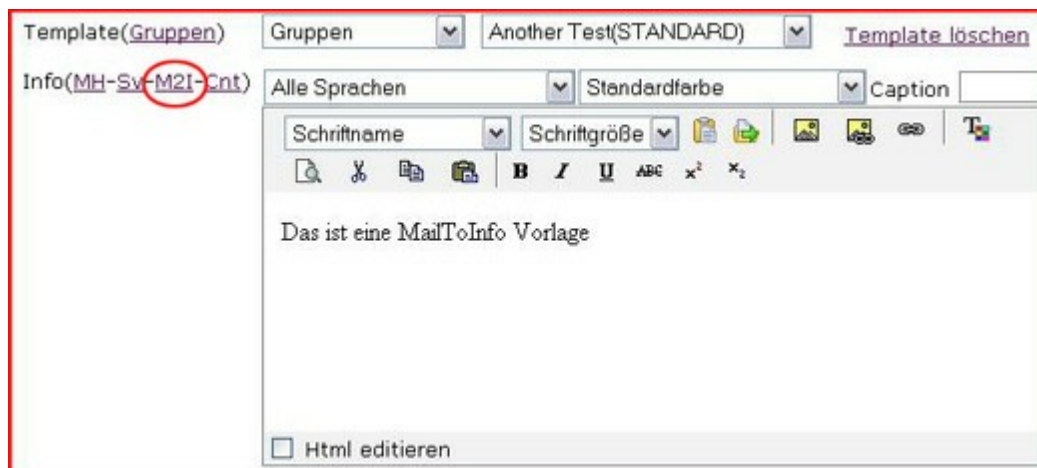 Template(Gruppen) Gruppen Another Test(STANDARD) Template löschen
Info(MH-Sv-M2I-Cnt) Alle Sprachen Standardfarbe Caption
Schriftname Schriftgröße
B I U ABC x² x₂
Das ist eine MailToInfo Vorlage
Html editieren